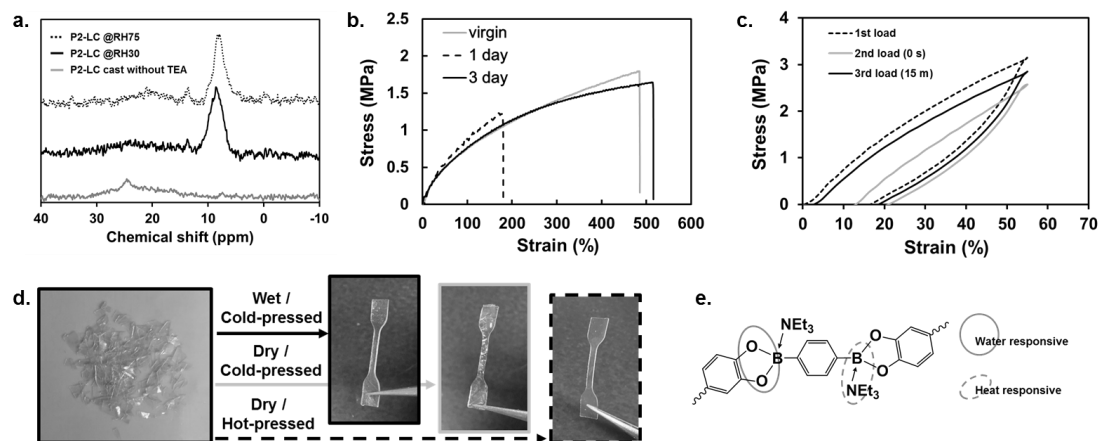 a.
P2-LC @RH75
P2-LC @RH30
P2-LC cast without TEA
40 30 20 10 0 -10
Chemical shift (ppm)
b.
Stress (MPa)
2
1.5
1
0.5
0
virgin
1 day
3 day
0 100 200 300 400 500 600
Strain (%)
c.
Stress (MPa)
4
3
2
1
0
1st load
2nd load (0 s)
3rd load (15 m)
0 10 20 30 40 50 60 70
Strain (%)
d.
Wet /
Cold-pressed
Dry /
Cold-pressed
Dry /
Hot-pressed
e.
NEt3
O
B
O
B
O
O
NEt3
Water responsive
Heat responsive